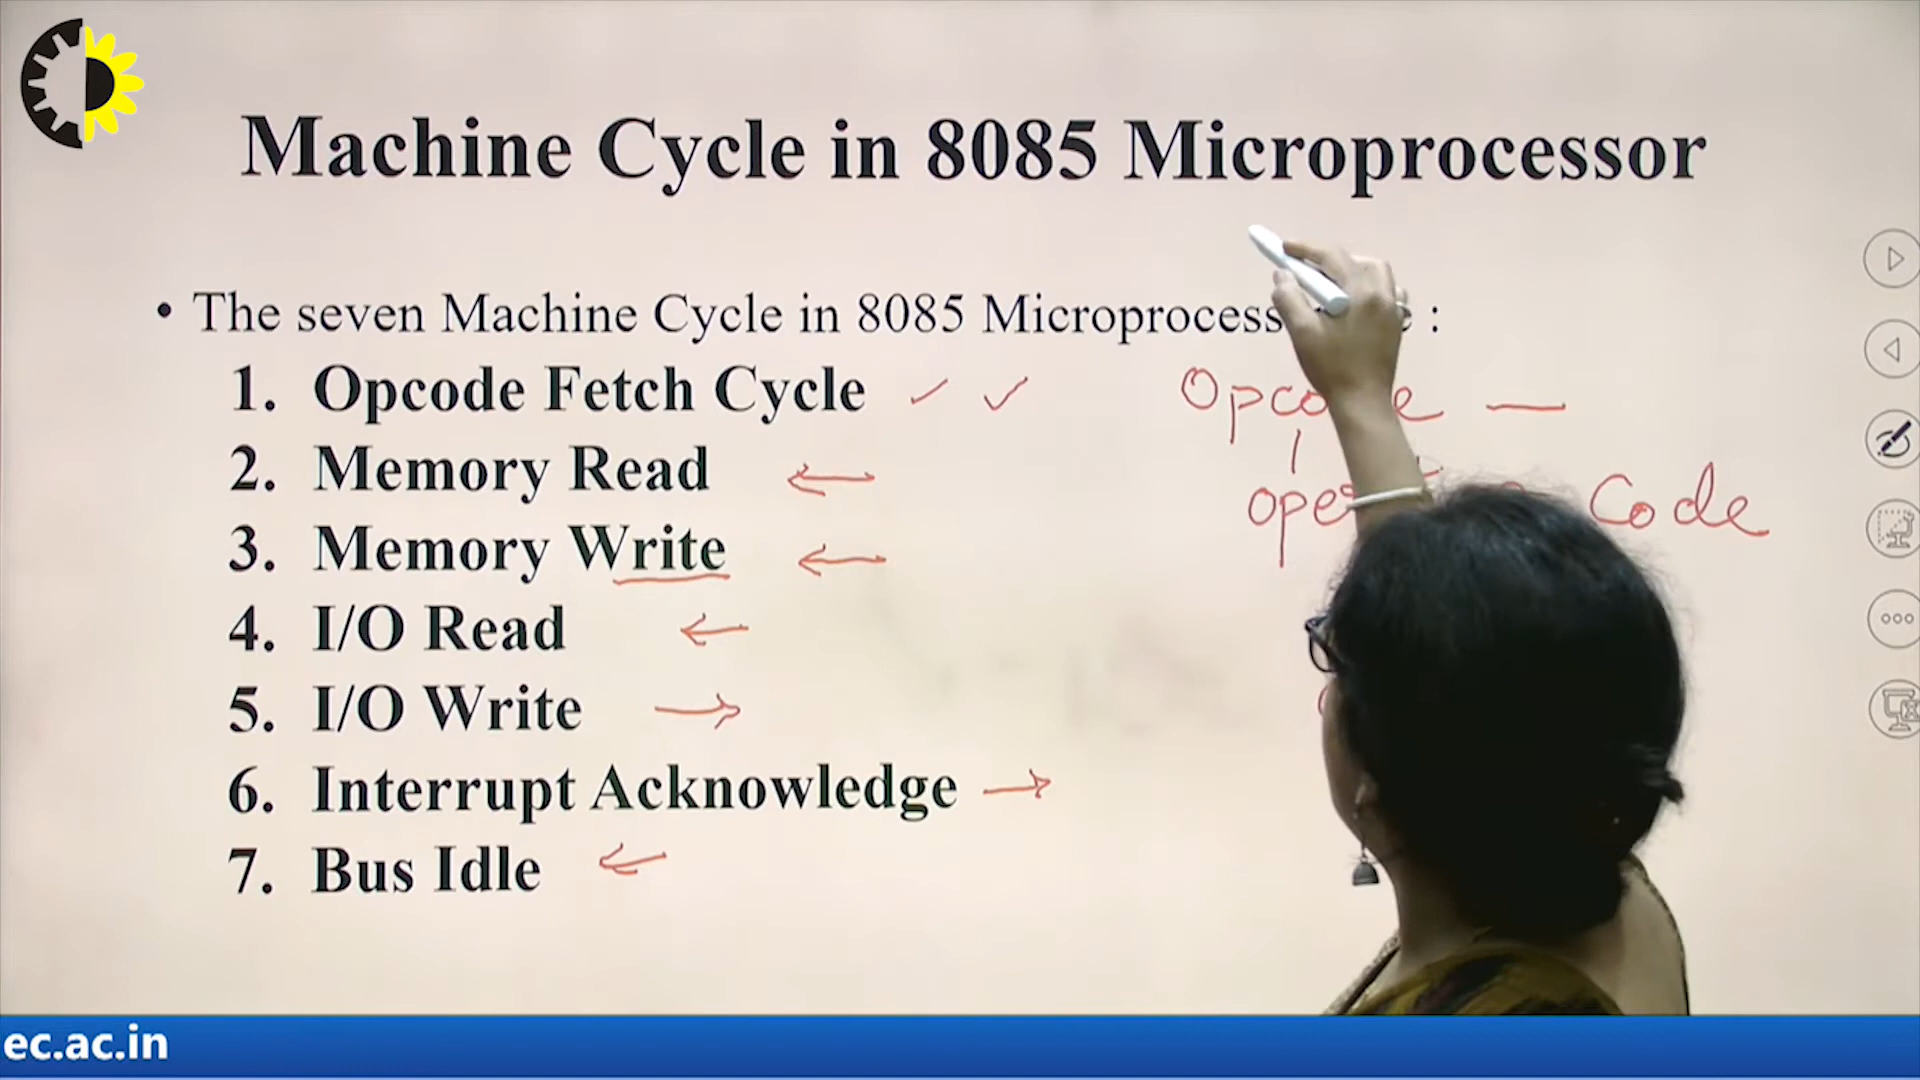 Machine Cycle in 8085 Microprocessor
• The seven Machine Cycle in 8085 :
1. Opcode Fetch Cycle
2. Memory Read
3. Memory Write
4. I/O Read
5. I/O Write
6. Interrupt Acknowledge
7. Bus Idle
Code
ec.ac.in